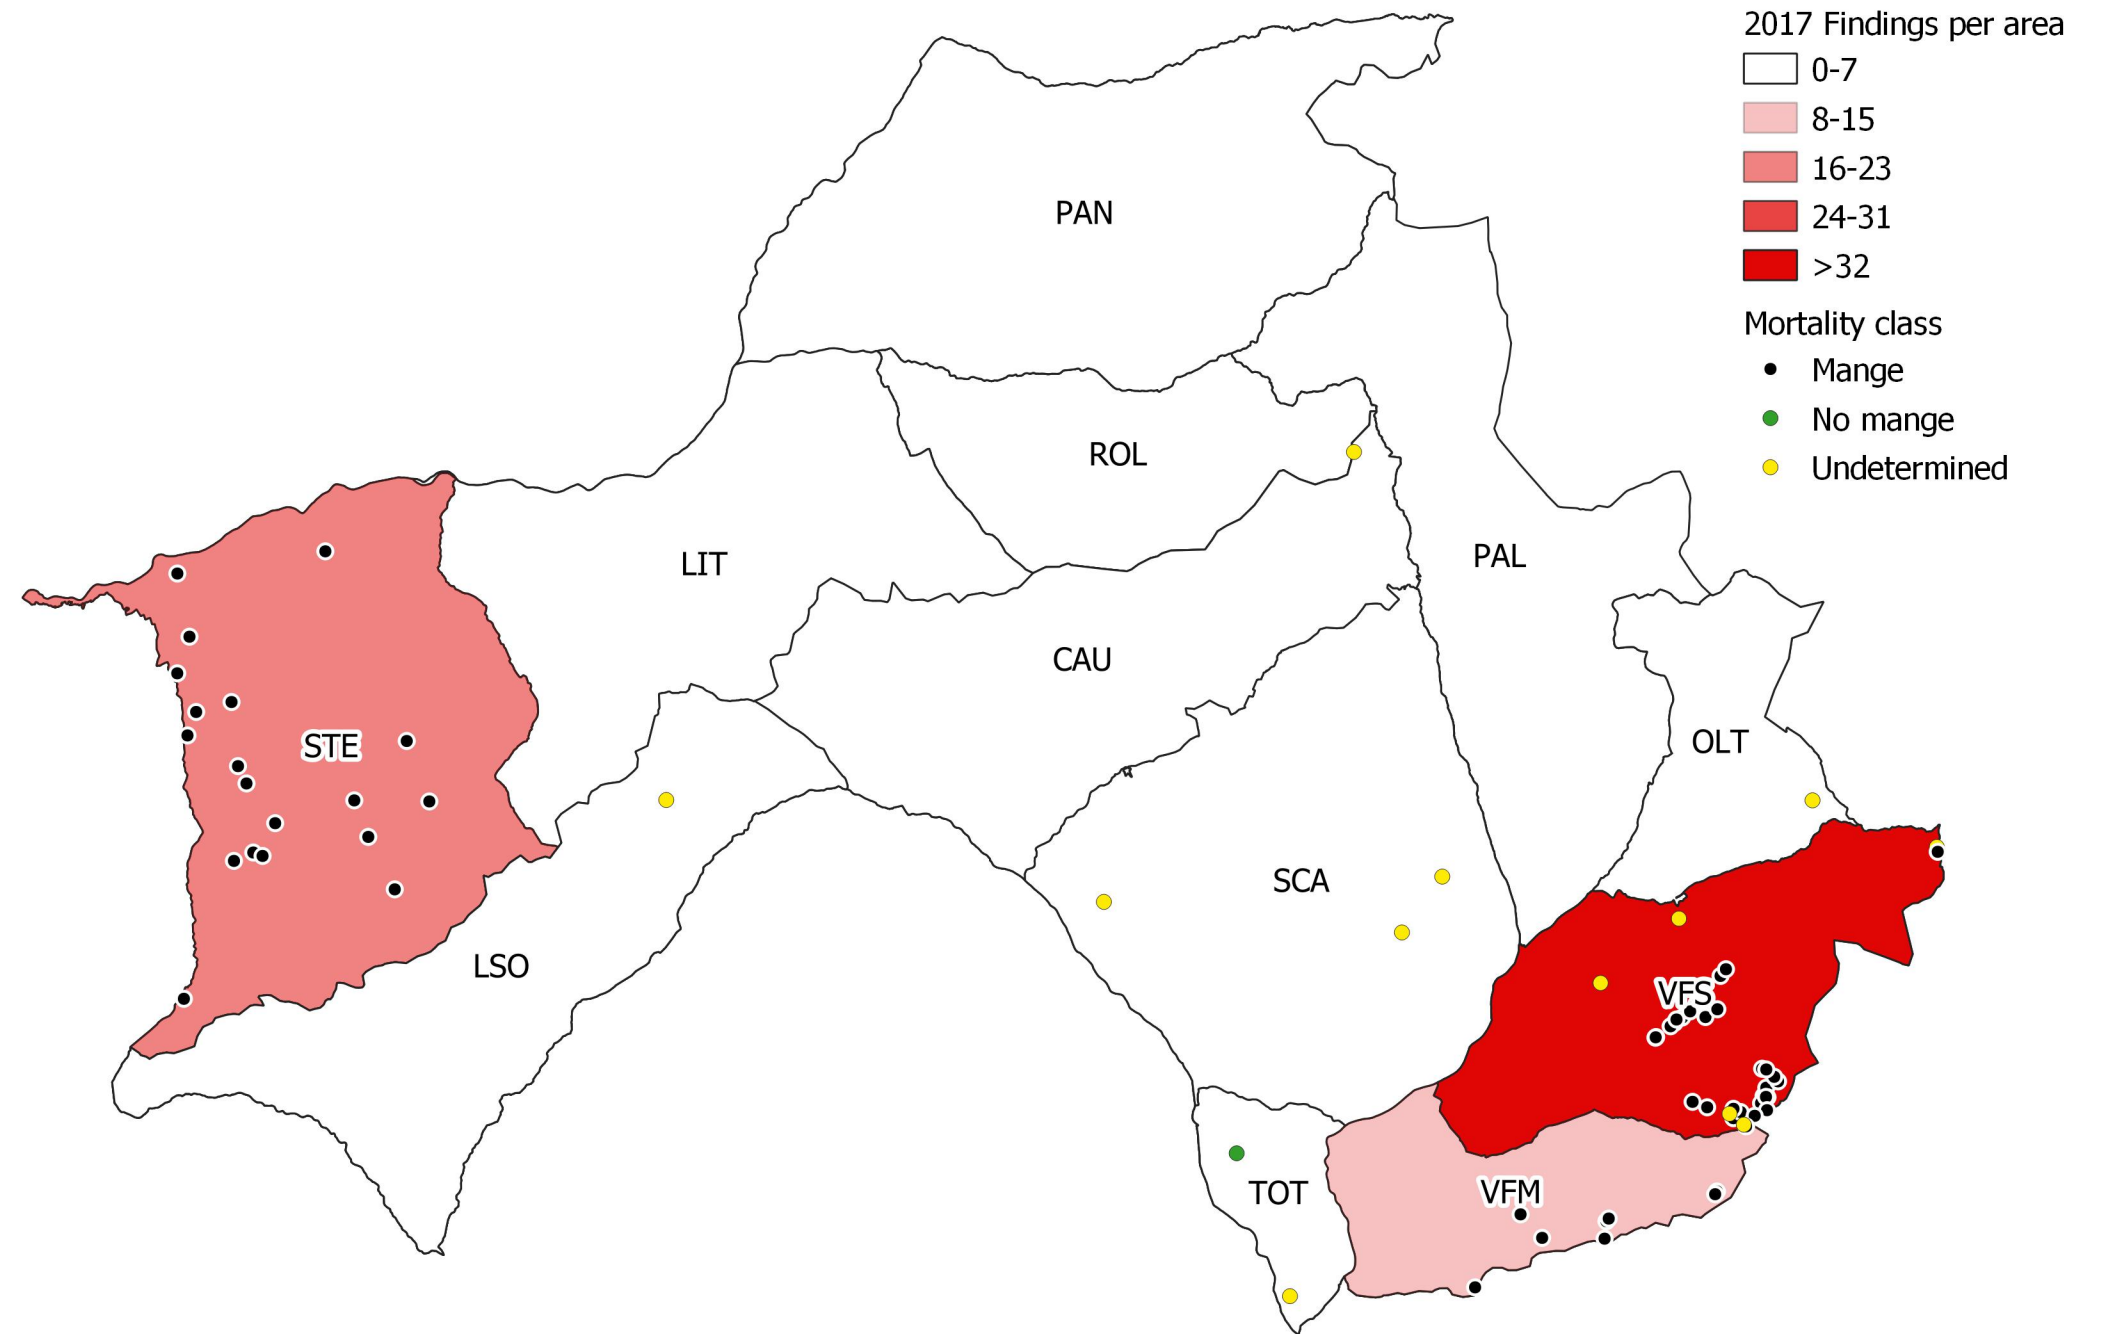 2017 Findings per area
0-7
8-15
16-23
24-31
>32
Mortality class
Mange
No mange
Undetermined
PAN
ROL
LIT
PAL
CAU
STE
OLT
SCA
LSO
VFS
TOT
VFM